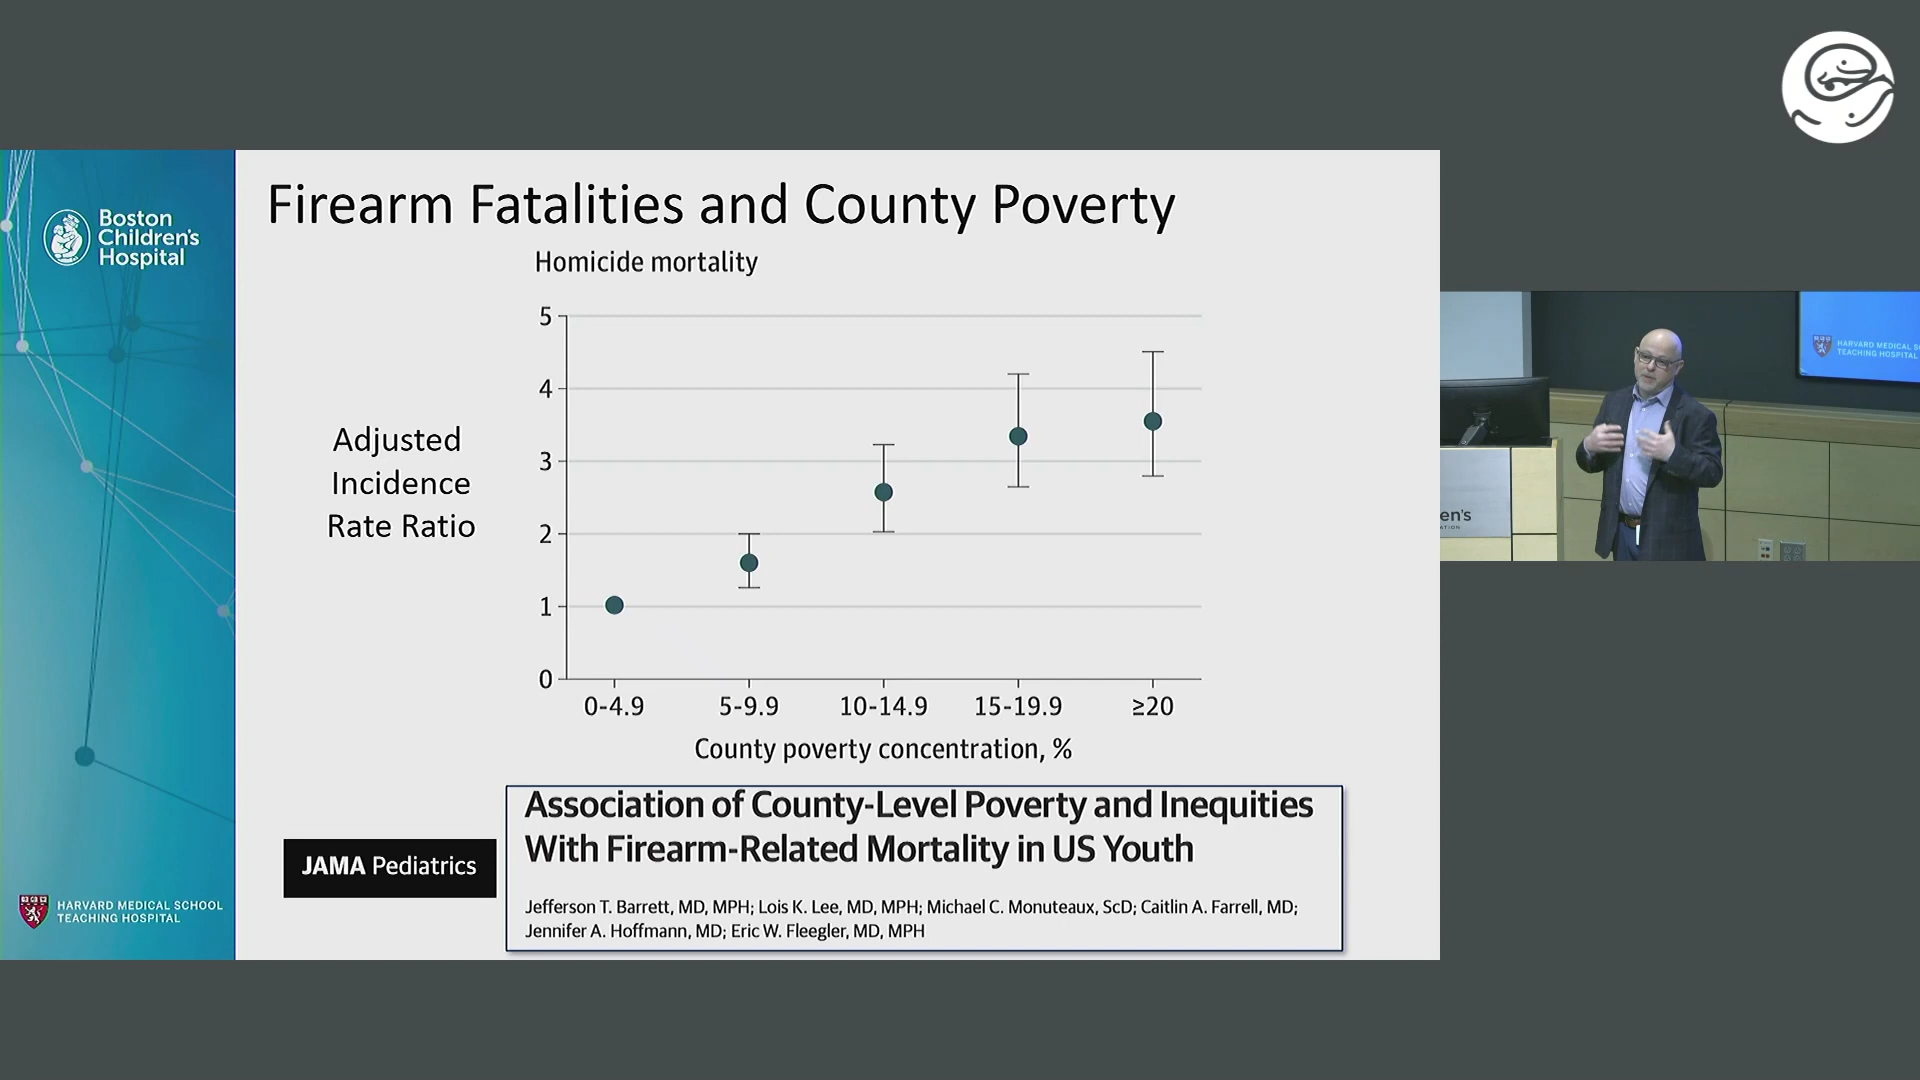 Boston
Children's
Hospital
Firearm Fatalities and County Poverty
Homicide mortality
Adjusted
Incidence
Rate Ratio
5
4
3
2
1
0
0-4.9 5-9.9 10-14.9 15-19.9 ≥20
County poverty concentration, %
JAMA Pediatrics
Association of County-Level Poverty and Inequities
With Firearm-Related Mortality in US Youth
Jefferson T. Barrett, MD, MPH; Lois K. Lee, MD, MPH; Michael C. Monuteaux, ScD; Caitlin A. Farrell, MD;
Jennifer A. Hoffmann, MD; Eric W. Fleegler, MD, MPH
HARVARD MEDICAL SCHOOL
TEACHING HOSPITAL
HARVARD MEDICAL S
TEACHING HOSPITAL
en's